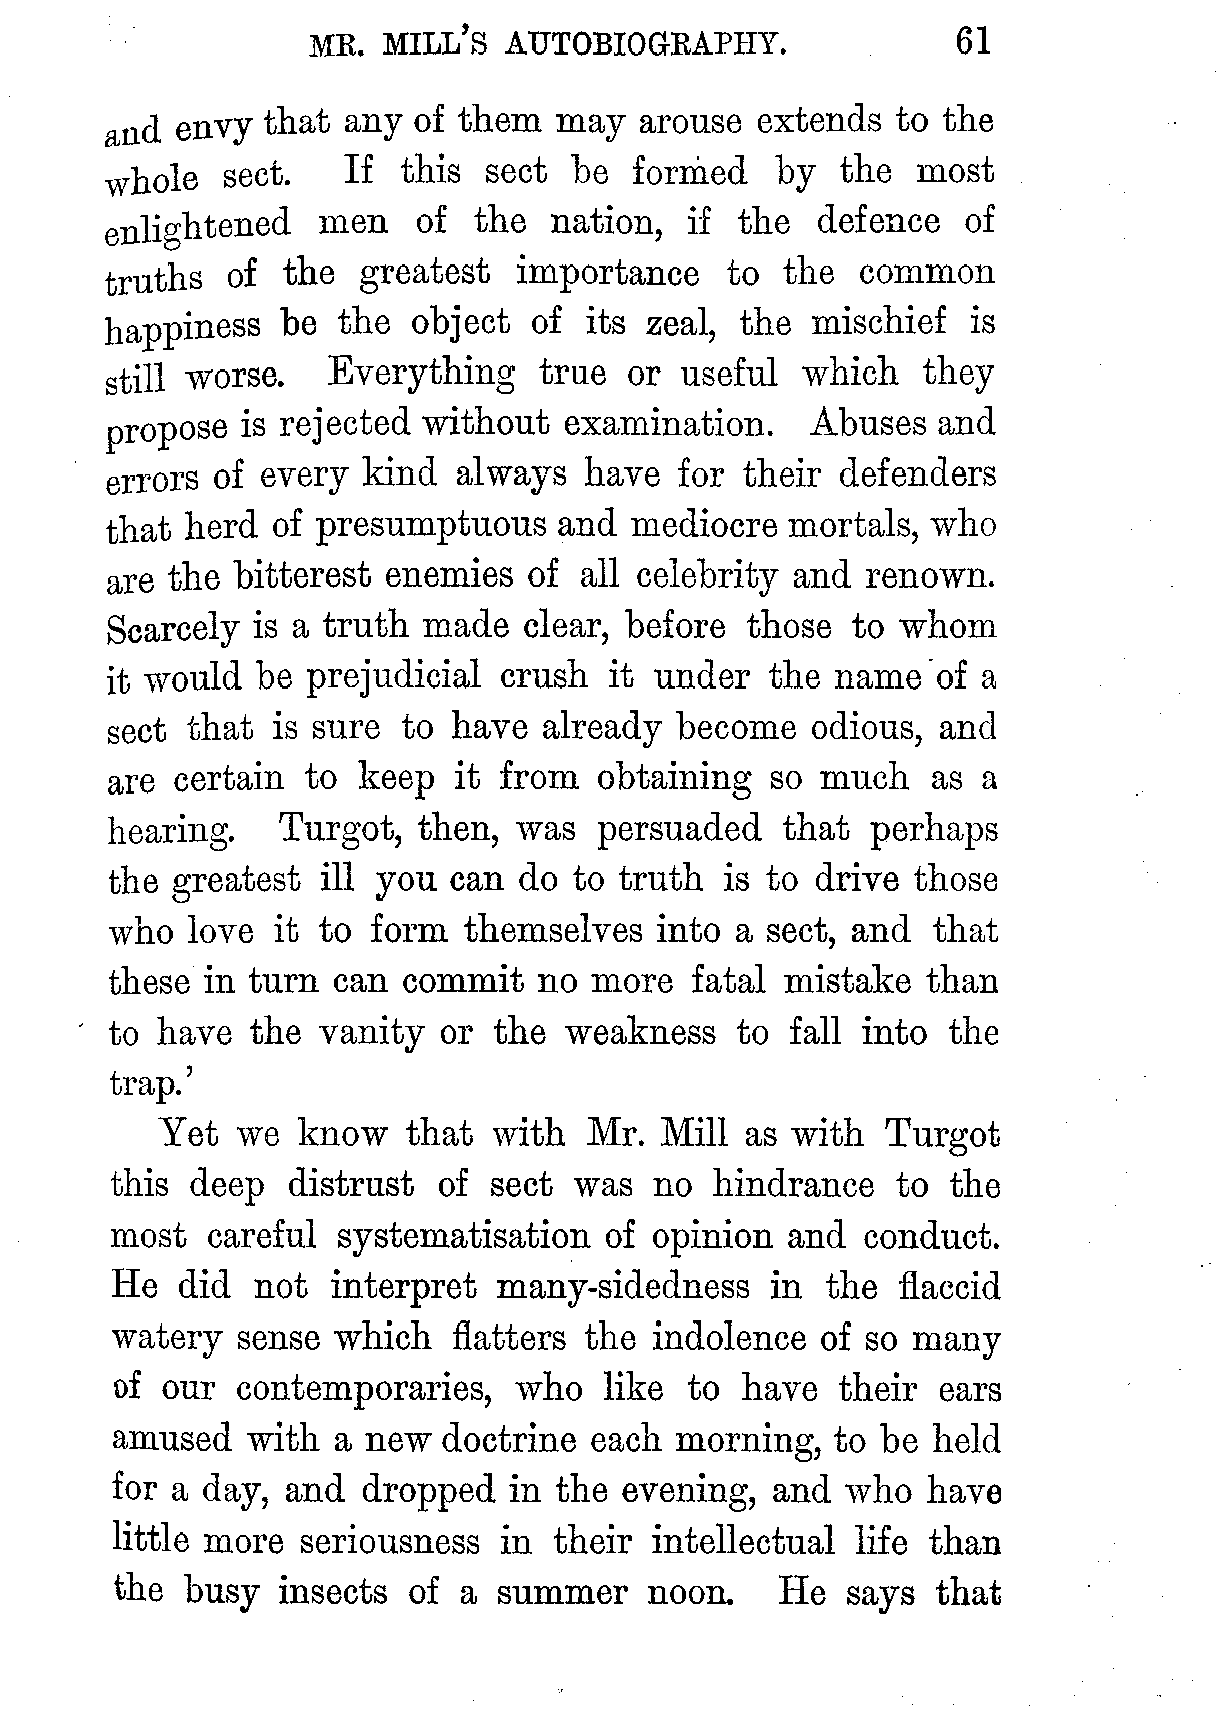 MR. MILL'S AUTOBIOGRAPHY. 61
and envy that any of them may arouse extends to the
whole sect. If this sect be formed by the most
enlightened men of the nation, if the defence of
truths of the greatest importance to the common
happiness be the object of its zeal, the mischief is
still worse. Everything true or useful which they
propose is rejected without examination. Abuses and
errors of every kind always have for their defenders
that herd of presumptuous and mediocre mortals, who
are the bitterest enemies of all celebrity and renown.
Scarcely is a truth made clear, before those to whom
it would be prejudicial crush it under the name of a
sect that is sure to have already become odious, and
are certain to keep it from obtaining so much as a
hearing. Turgot, then, was persuaded that perhaps
the greatest ill you can do to truth is to drive those
who love it to form themselves into a sect, and that
these in turn can commit no more fatal mistake than
to have the vanity or the weakness to fall into the
trap.'
Yet we know that with Mr. Mill as with Turgot
this deep distrust of sect was no hindrance to the
most careful systematisation of opinion and conduct.
He did not interpret many-sidedness in the flaccid
watery sense which flatters the indolence of so many
of our contemporaries, who like to have their ears
amused with a new doctrine each morning, to be held
for a day, and dropped in the evening, and who have
little more seriousness in their intellectual life than
the busy insects of a summer noon. He says that